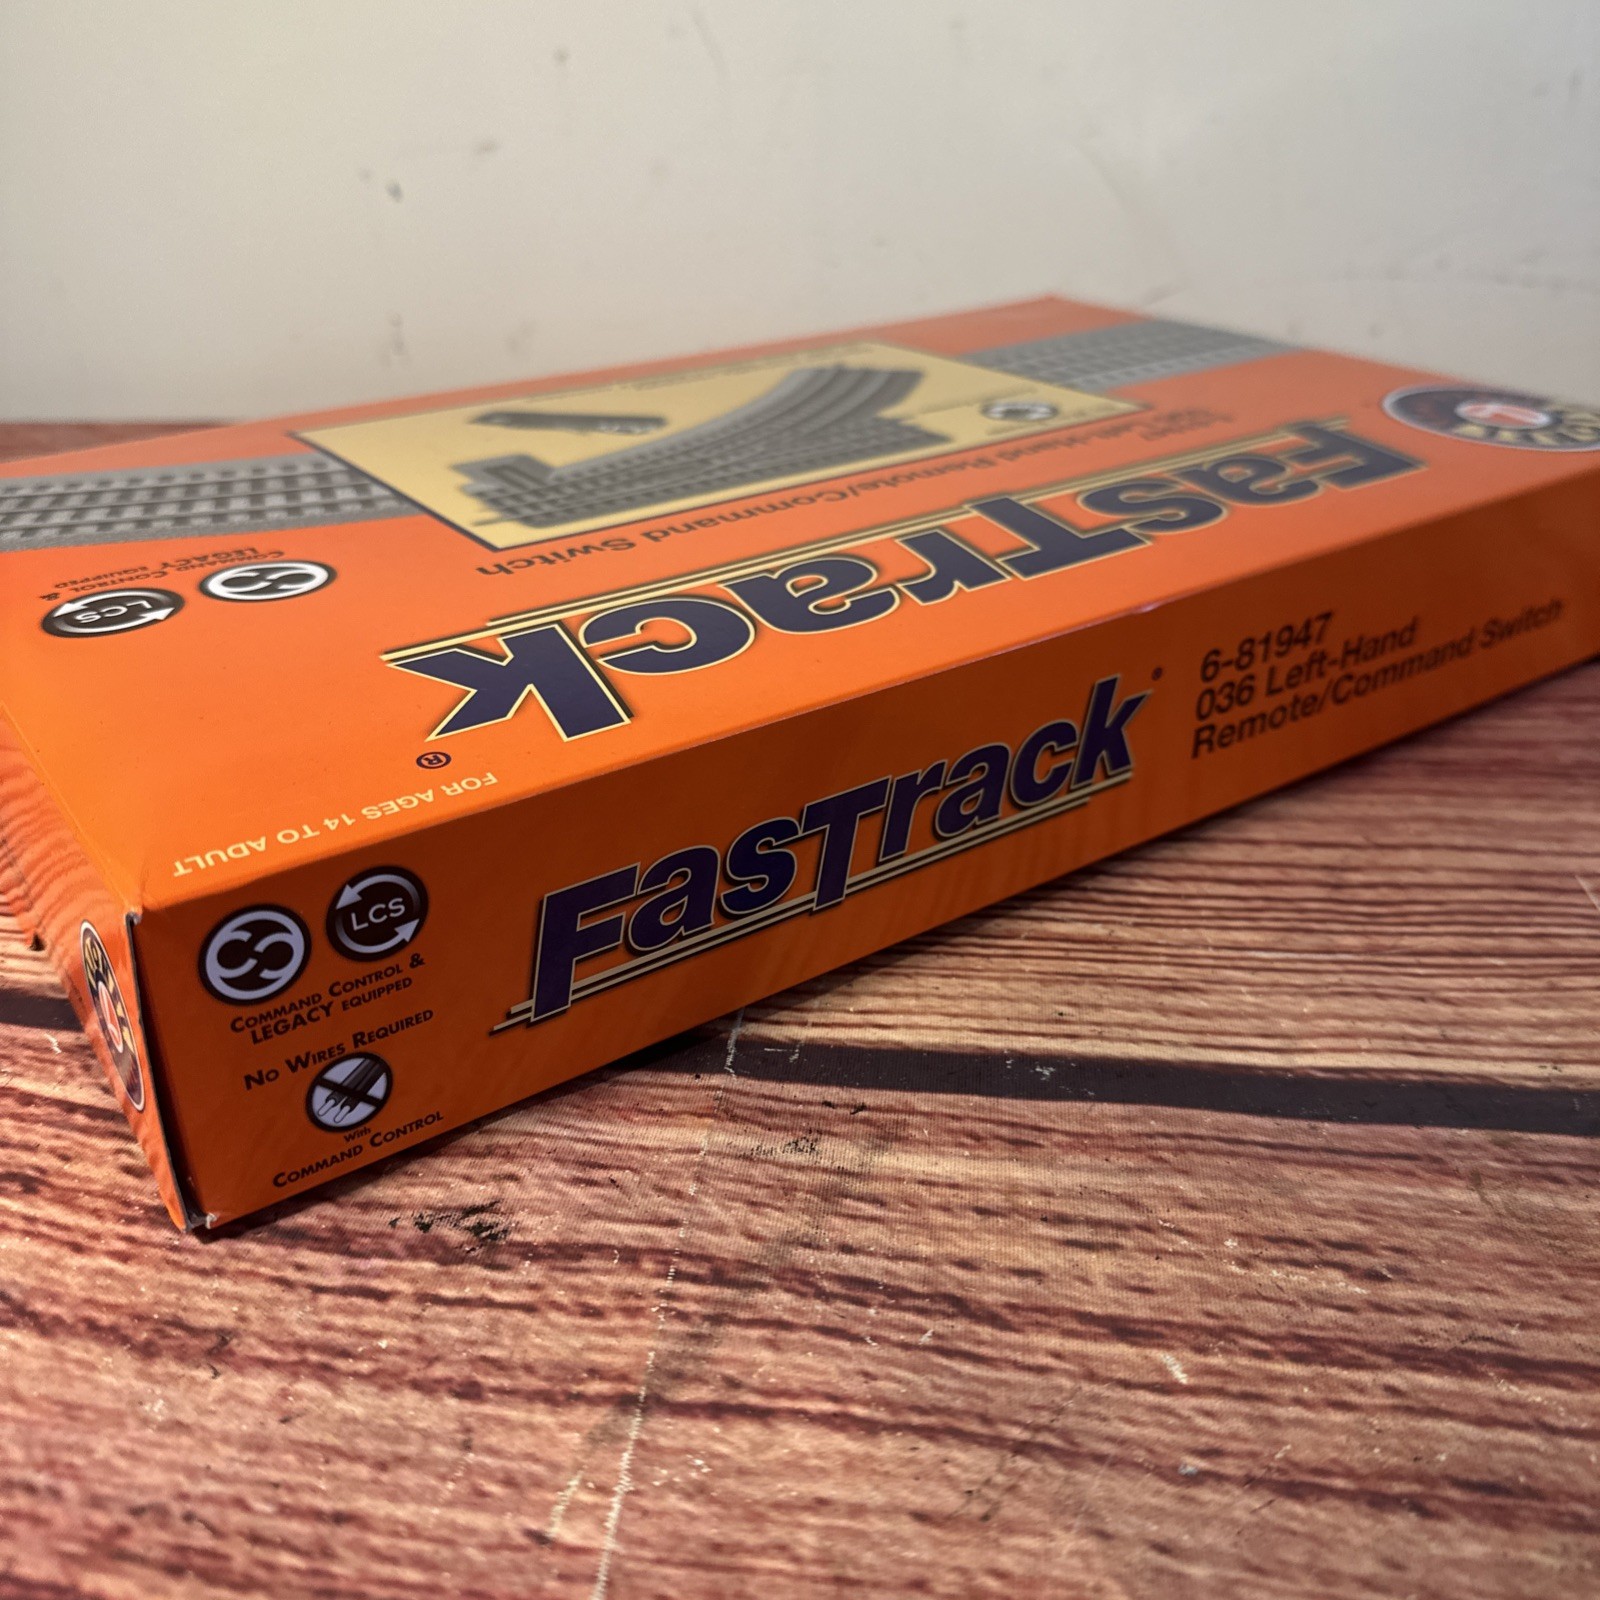 FasTrack®
Remote/Command Switch
COMMAND CONTROL &
LEGACY EQUIPPED
LCS
FOR AGES 14 TO ADULT
FasTrack
6-81947
036 Left-Hand
Remote/Command Switch
LCS
COMMAND CONTROL &
LEGACY EQUIPPED
NO WIRES REQUIRED
With
COMMAND CONTROL